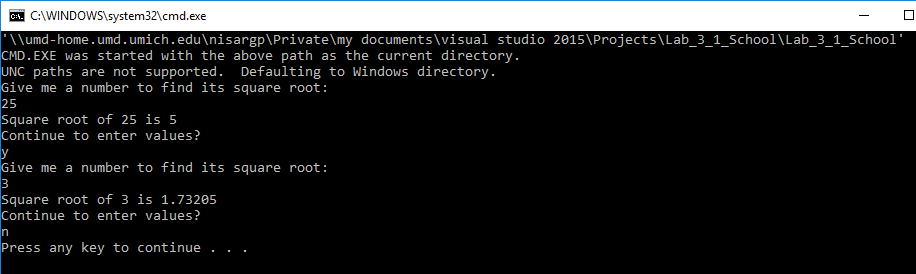 C:\WINDOWS\system32\cmd.exe
'\\umd-home.umd.umich.edu\nisargp\Private\my documents\visual studio 2015\Projects\Lab_3_1_School\Lab_3_1_School'
CMD.EXE was started with the above path as the current directory.
UNC paths are not supported.  Defaulting to Windows directory.
Give me a number to find its square root:
25
Square root of 25 is 5
Continue to enter values?
y
Give me a number to find its square root:
3
Square root of 3 is 1.73205
Continue to enter values?
n
Press any key to continue . . .